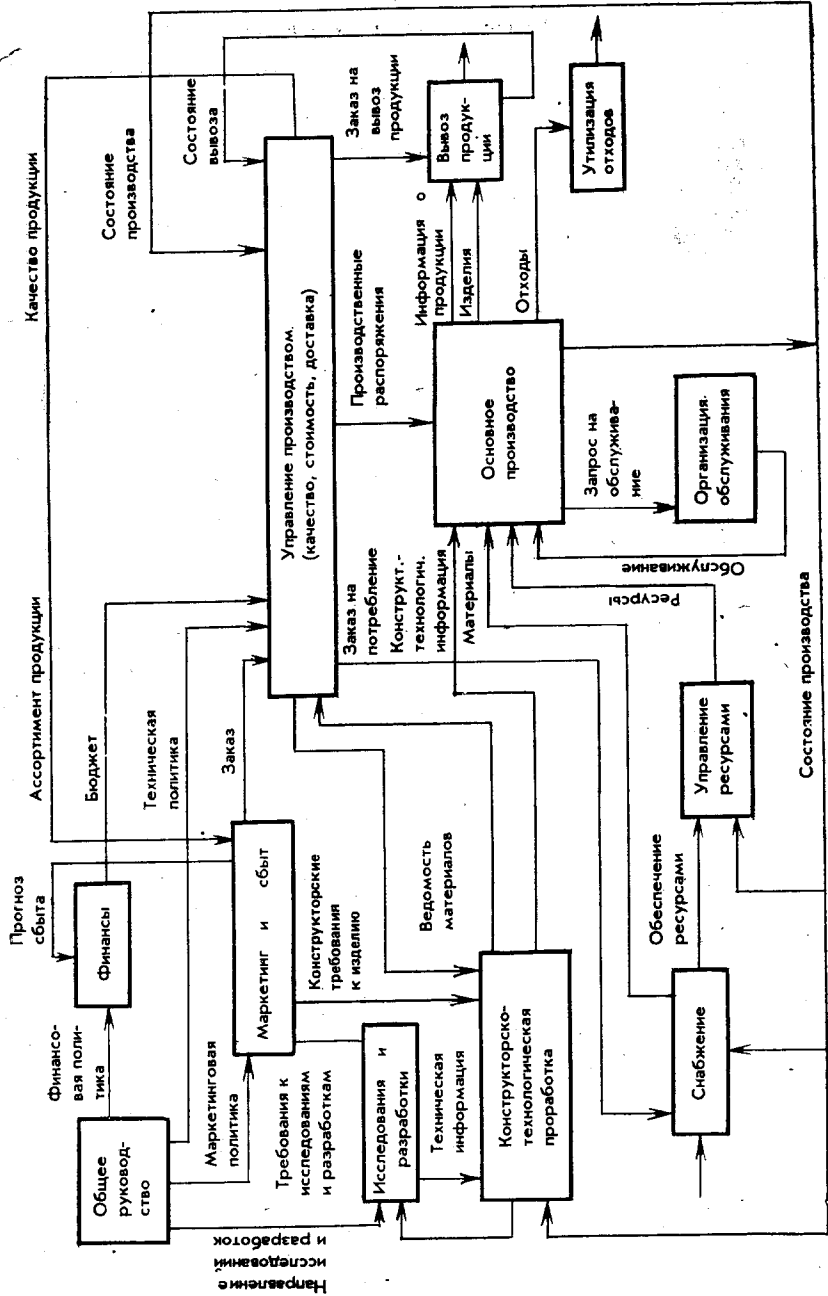 Качество продукции
Ассортимент продукции
Состояние
производства
Состояние
вывоза
Заказ на
вывоз
продукции
Вывоз
продук-
ции
Утилизация
отходов
Бюджет
Техническая
политика
Заказ
Прогноз
сбыта
Финансы
Финансо-
вая поли-
тика
Общее
руковод-
ство
Маркетинговая
политика
Маркетинг и сбыт
Управление производством.
(качество, стоимость, доставка)
Производственные
распоряжения
Информация о
продукции
Изделия
Отходы
Основное
производство
Запрос на
обслужива-
ние
Организация
обслуживания
Обслуживание
Ресурсы
Заказ на
потребление
Конструкт.-
технологич.
информация
Материалы
Конструкторские
требования
к изделию
Ведомость
материалов
Требования к
исследованиям
и разработкам
Направление
исследований
и разработок
Исследования и
разработки
Техническая
информация
Конструкторско-
технологическая
проработка
Обеспечение
ресурсами
Управление
ресурсами
Снабжение
Состояние производства